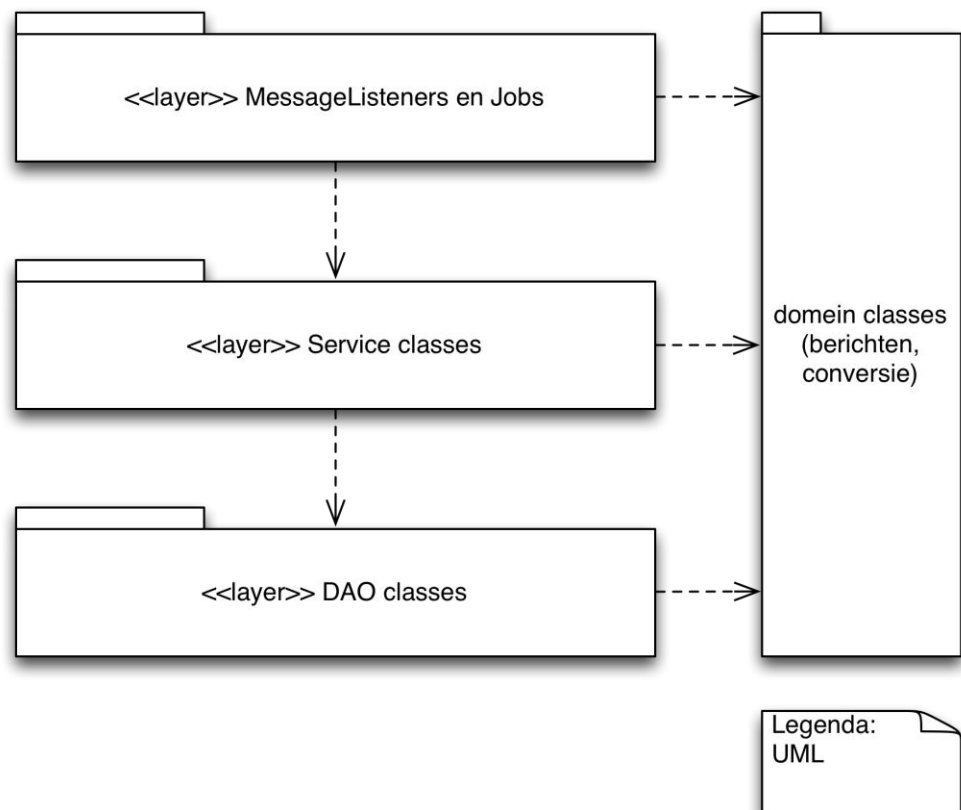 <<layer>> MessageListeners en Jobs
<<layer>> Service classes
<<layer>> DAO classes
domein classes
(berichten,
conversie)
Legenda:
UML